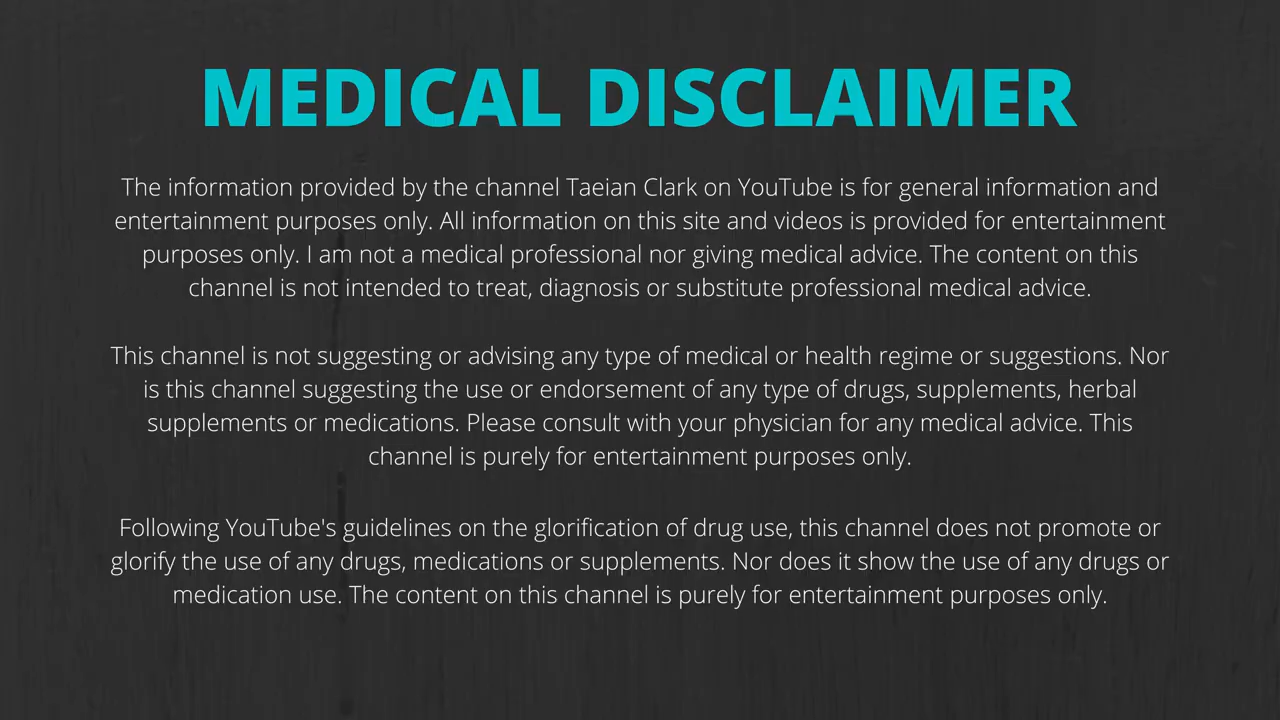 MEDICAL DISCLAIMER
The information provided by the channel Taeian Clark on YouTube is for general information and
entertainment purposes only. All information on this site and videos is provided for entertainment
purposes only. I am not a medical professional nor giving medical advice. The content on this
channel is not intended to treat, diagnosis or substitute professional medical advice.
This channel is not suggesting or advising any type of medical or health regime or suggestions. Nor
is this channel suggesting the use or endorsement of any type of drugs, supplements, herbal
supplements or medications. Please consult with your physician for any medical advice. This
channel is purely for entertainment purposes only.
Following YouTube's guidelines on the glorification of drug use, this channel does not promote or
glorify the use of any drugs, medications or supplements. Nor does it show the use of any drugs or
medication use. The content on this channel is purely for entertainment purposes only.